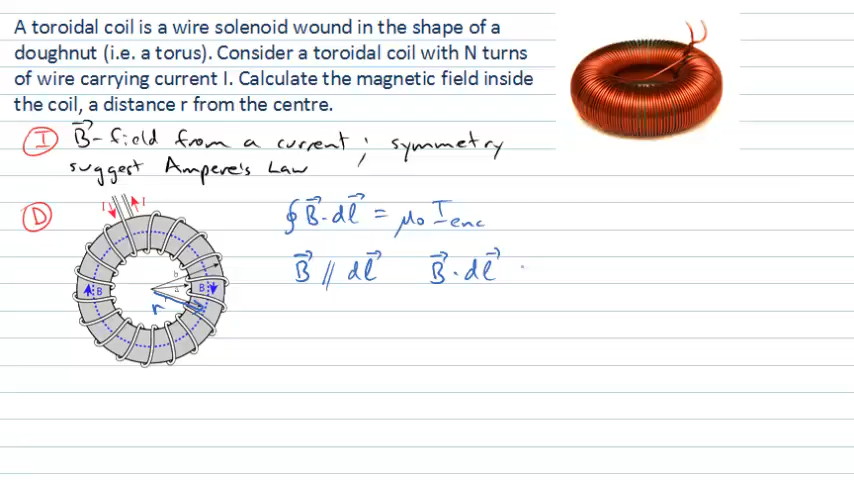 A toroidal coil is a wire solenoid wound in the shape of a
doughnut (i.e. a torus). Consider a toroidal coil with N turns
of wire carrying current I. Calculate the magnetic field inside
the coil, a distance r from the centre.
I B⃗-field from a current; symmetry
suggest Ampere's Law
D
I I
b
a
B B
r
∮B⃗·dl⃗ = μ₀ I_enc
B⃗ // dl⃗ B⃗·dl⃗